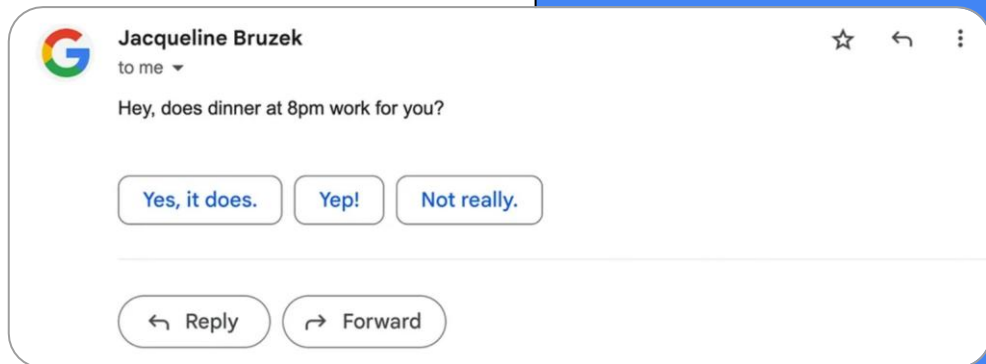 Jacqueline Bruzek
to me
Hey, does dinner at 8pm work for you?
Yes, it does.
Yep!
Not really.
Reply
Forward